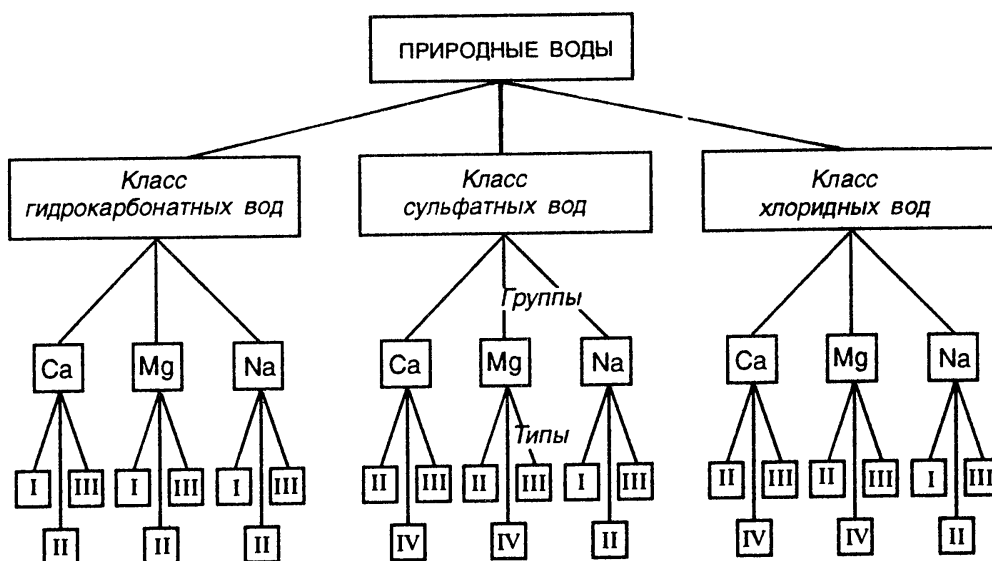 ПРИРОДНЫЕ ВОДЫ
Класс
гидрокарбонатных вод
Класс
сульфатных вод
Класс
хлоридных вод
Группы
Ca Mg Na Ca Mg Na Ca Mg Na
Типы
I III I III I III II III II III I III II III II III I III
II II II IV IV II IV IV II